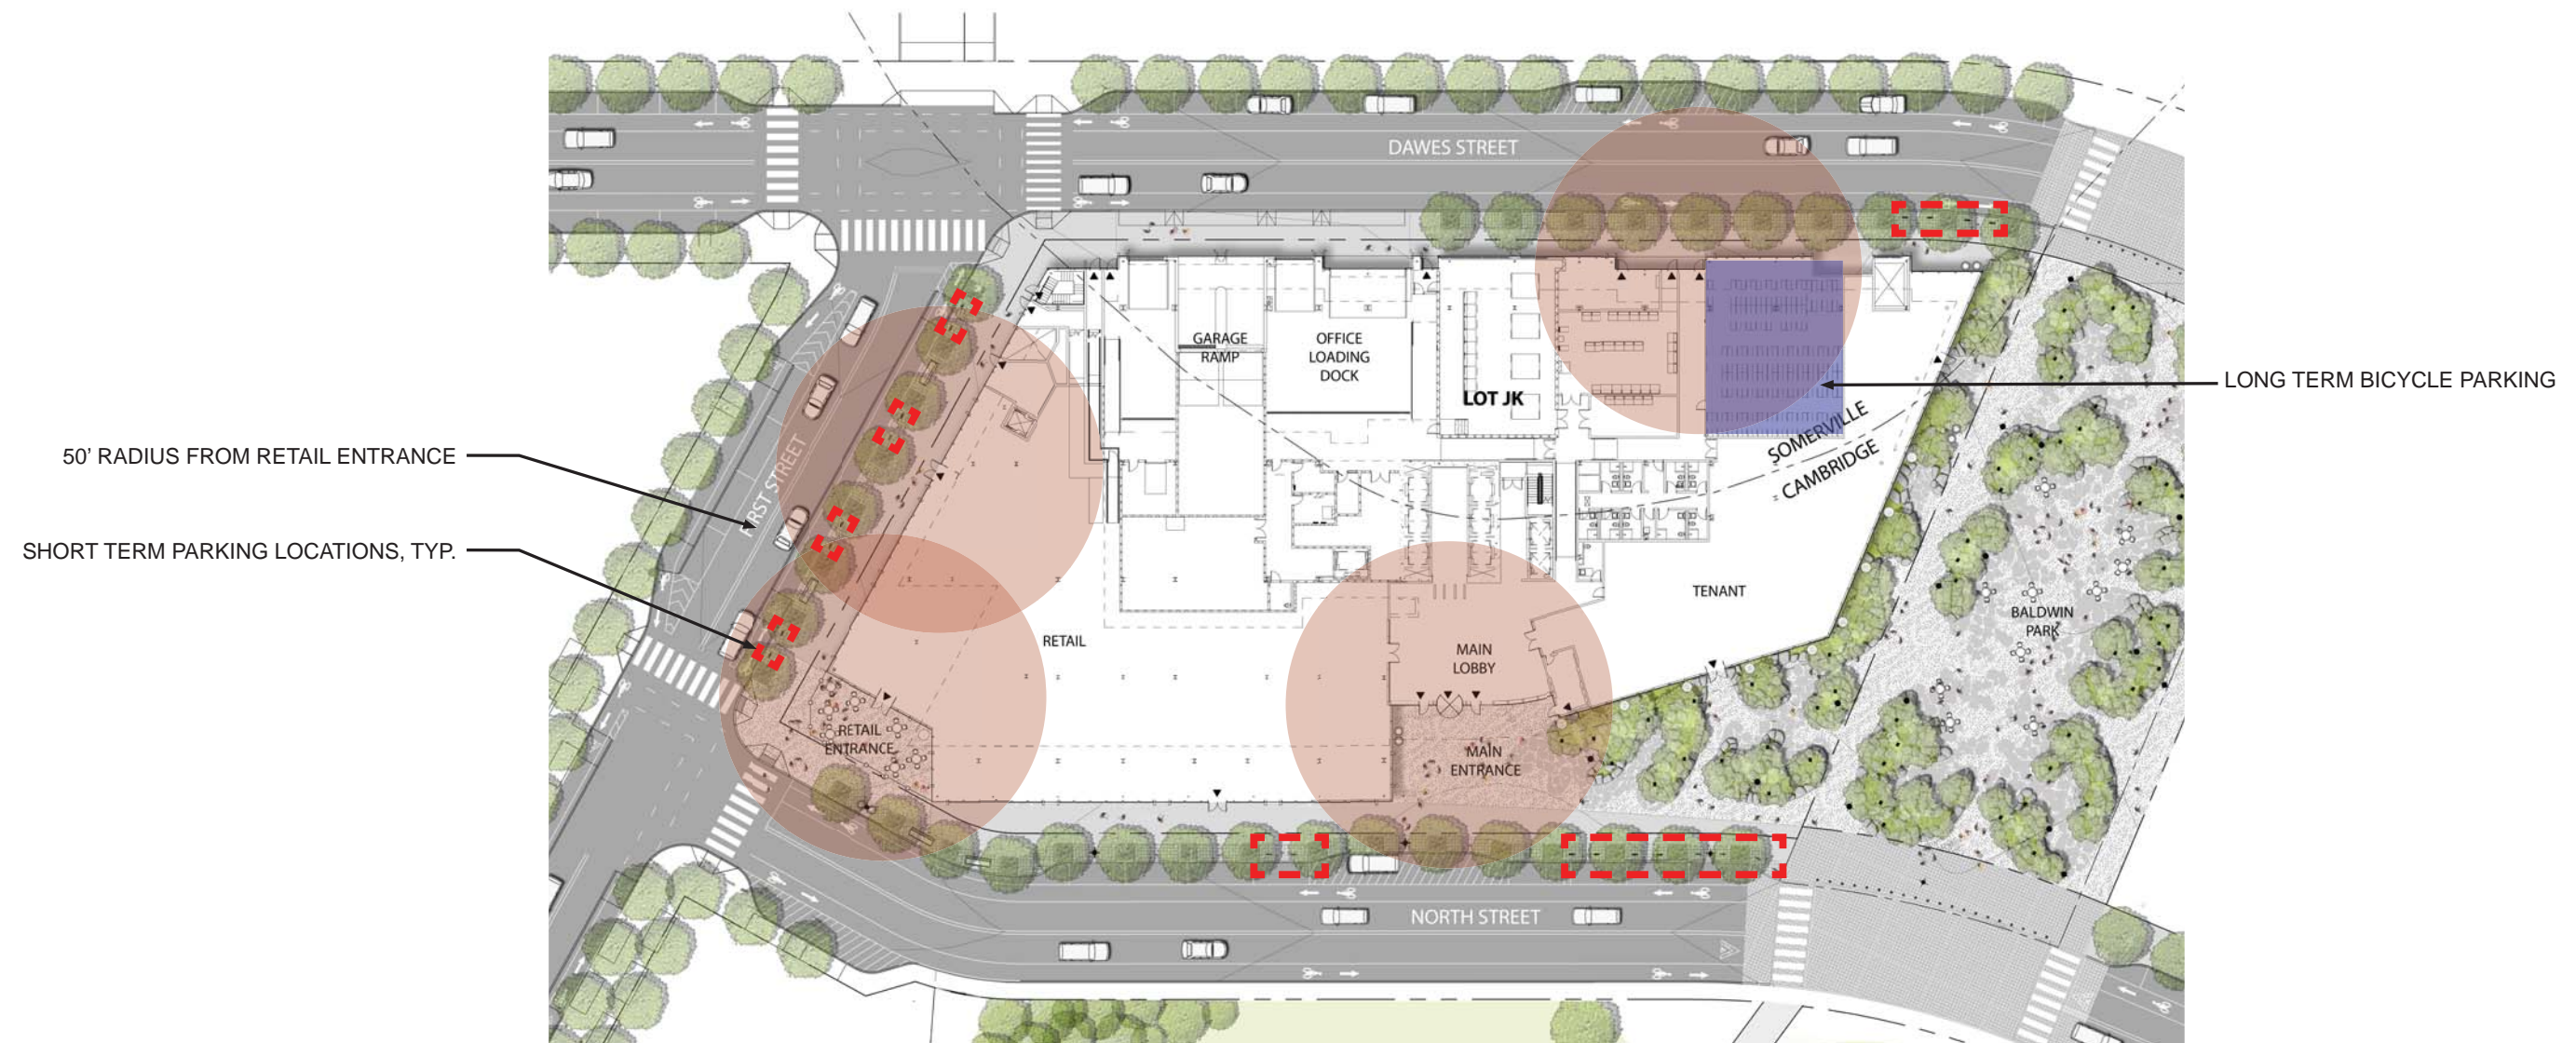 DAWES STREET
GARAGE
RAMP
OFFICE
LOADING
DOCK
LOT JK
LONG TERM BICYCLE PARKING
SOMERVILLE
CAMBRIDGE
50' RADIUS FROM RETAIL ENTRANCE
FIRST STREET
SHORT TERM PARKING LOCATIONS, TYP.
TENANT
BALDWIN
PARK
RETAIL
MAIN
LOBBY
RETAIL
ENTRANCE
MAIN
ENTRANCE
NORTH STREET